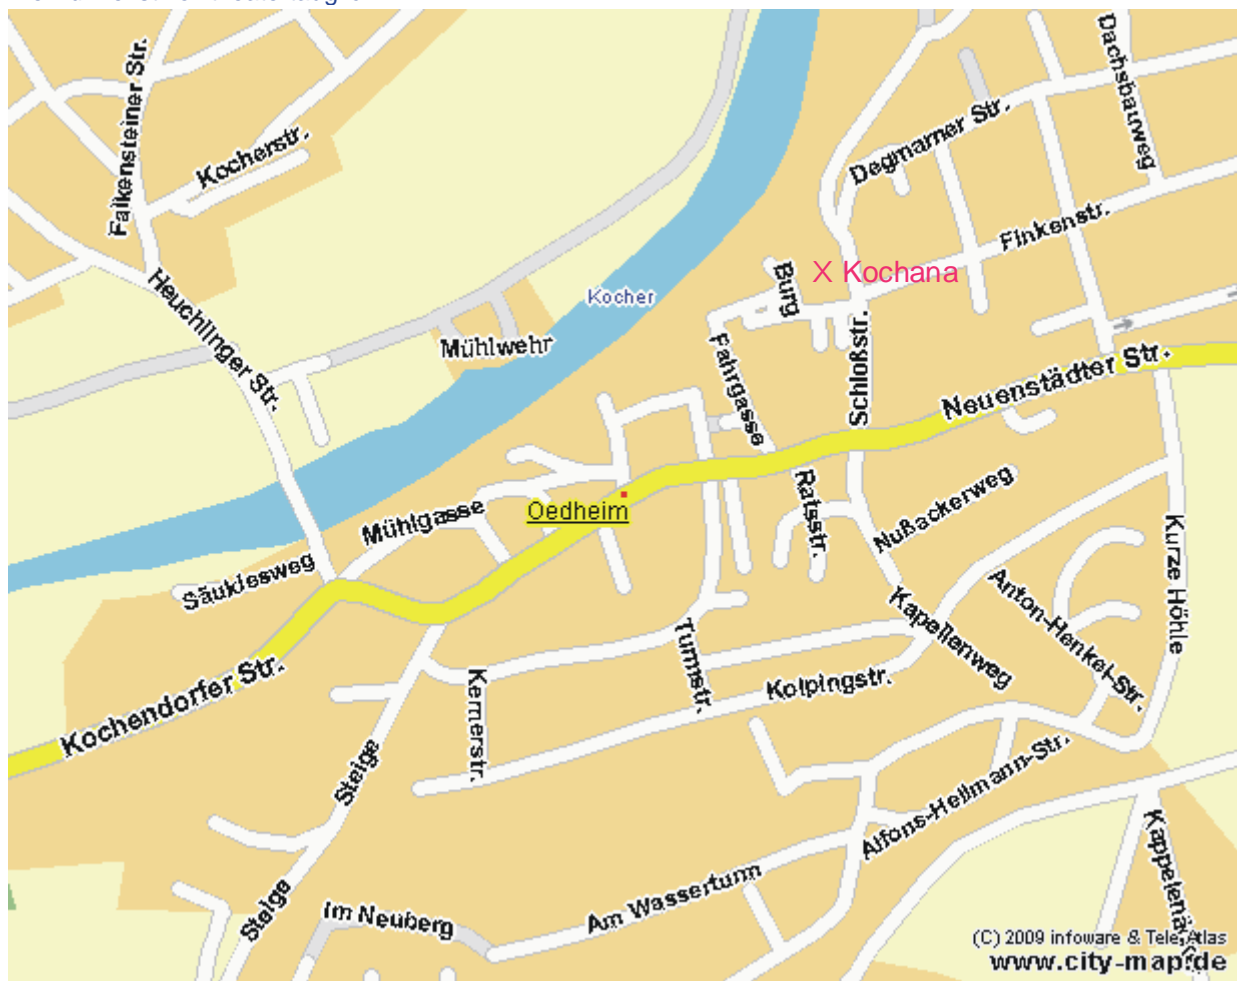 Dachsbauweg
Falkensteiner Str.
Degmarner Str.
Kocherstr.
Finkenstr.
X Kochana
Burg
Heuchlinger Str.
Kocher
Mühlwehr
Fahrgasse
Schloßstr.
Neuenstädter Str.
Mühlgasse
Oedheim
Ratsstr.
Nußackerweg
Kurze Höhle
Säuklesweg
Anton-Henkel-Str.
Kapellenweg
Turmstr.
Kolpingstr.
Kochendorfer Str.
Kernerstr.
Steige
Alfons-Hellmann-Str.
Steige
Im Neuberg
Am Wasserturm
(C) 2009 infoware & Tele Atlas
www.city-map.de